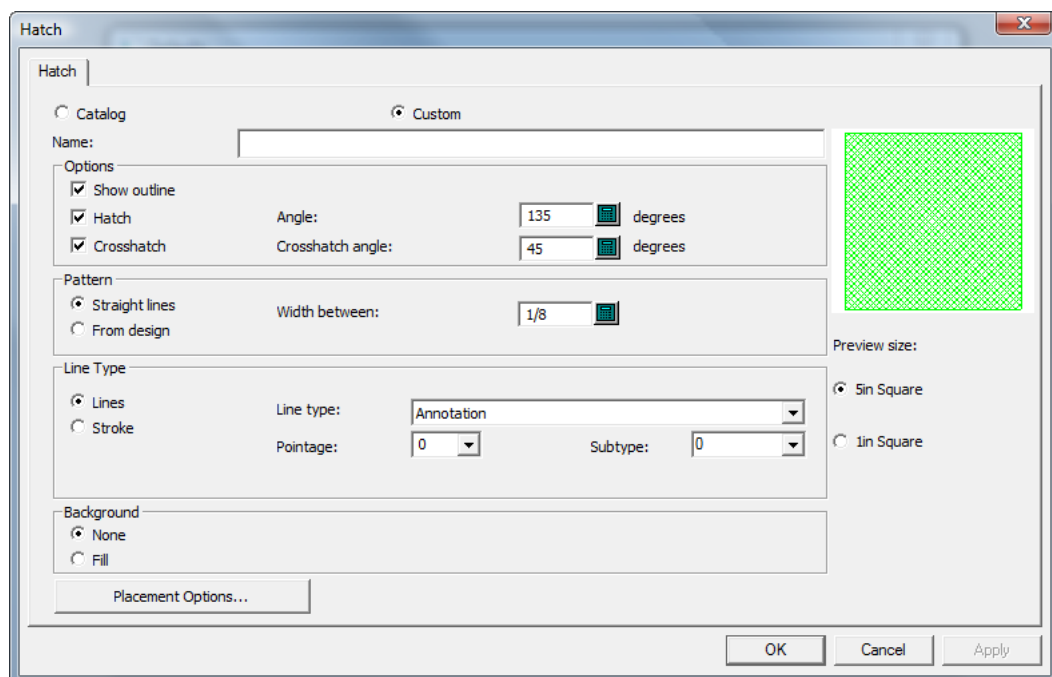 Hatch
Hatch
Catalog
Custom
Name:
Options
Show outline
Hatch
Angle:
135
degrees
Crosshatch
Crosshatch angle:
45
degrees
Pattern
Straight lines
Width between:
1/8
From design
Preview size:
Line Type
5in Square
Lines
Line type:
Annotation
Stroke
Pointage:
0
Subtype:
0
1in Square
Background
None
Fill
Placement Options...
OK
Cancel
Apply